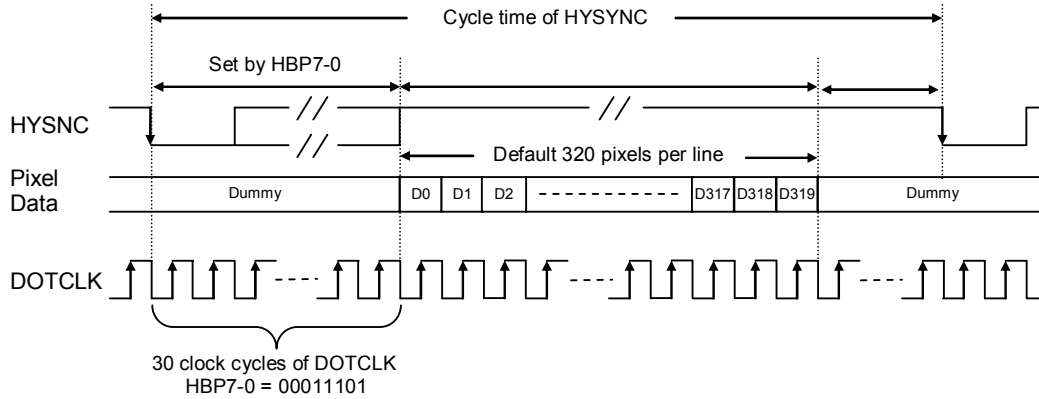 Cycle time of HYSYNC
Set by HBP7-0
HYSNC
Default 320 pixels per line
Pixel
Data
Dummy D0 D1 D2 D317 D318 D319 Dummy
DOTCLK
30 clock cycles of DOTCLK
HBP7-0 = 00011101